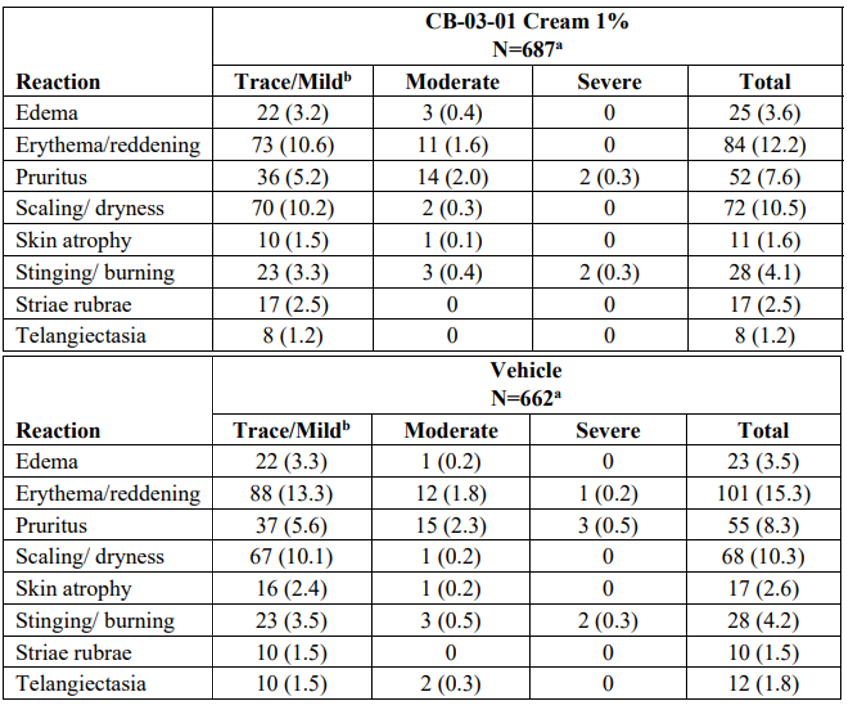 CB-03-01 Cream 1%
N=687ᵃ
Reaction Trace/Mildᵇ Moderate Severe Total
Edema 22 (3.2) 3 (0.4) 0 25 (3.6)
Erythema/reddening 73 (10.6) 11 (1.6) 0 84 (12.2)
Pruritus 36 (5.2) 14 (2.0) 2 (0.3) 52 (7.6)
Scaling/ dryness 70 (10.2) 2 (0.3) 0 72 (10.5)
Skin atrophy 10 (1.5) 1 (0.1) 0 11 (1.6)
Stinging/ burning 23 (3.3) 3 (0.4) 2 (0.3) 28 (4.1)
Striae rubrae 17 (2.5) 0 0 17 (2.5)
Telangiectasia 8 (1.2) 0 0 8 (1.2)
Vehicle
N=662ᵃ
Reaction Trace/Mildᵇ Moderate Severe Total
Edema 22 (3.3) 1 (0.2) 0 23 (3.5)
Erythema/reddening 88 (13.3) 12 (1.8) 1 (0.2) 101 (15.3)
Pruritus 37 (5.6) 15 (2.3) 3 (0.5) 55 (8.3)
Scaling/ dryness 67 (10.1) 1 (0.2) 0 68 (10.3)
Skin atrophy 16 (2.4) 1 (0.2) 0 17 (2.6)
Stinging/ burning 23 (3.5) 3 (0.5) 2 (0.3) 28 (4.2)
Striae rubrae 10 (1.5) 0 0 10 (1.5)
Telangiectasia 10 (1.5) 2 (0.3) 0 12 (1.8)